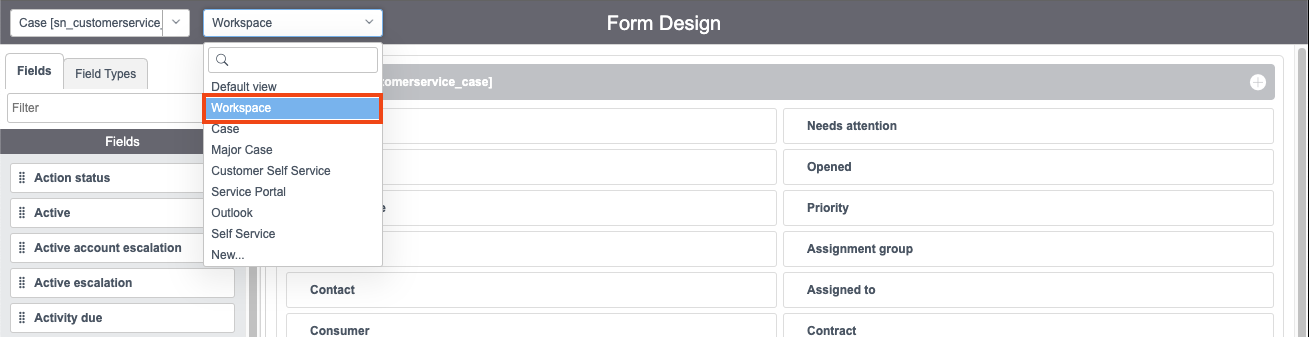 Case [sn_customerservice_
Workspace
Form Design
Fields
Field Types
Filter
Fields
Action status
Active
Active account escalation
Active escalation
Activity due
Default view
Workspace
Case
Major Case
Customer Self Service
Service Portal
Outlook
Self Service
New...
tomerservice_case]
Needs attention
Opened
Priority
Assignment group
Contact
Assigned to
Consumer
Contract